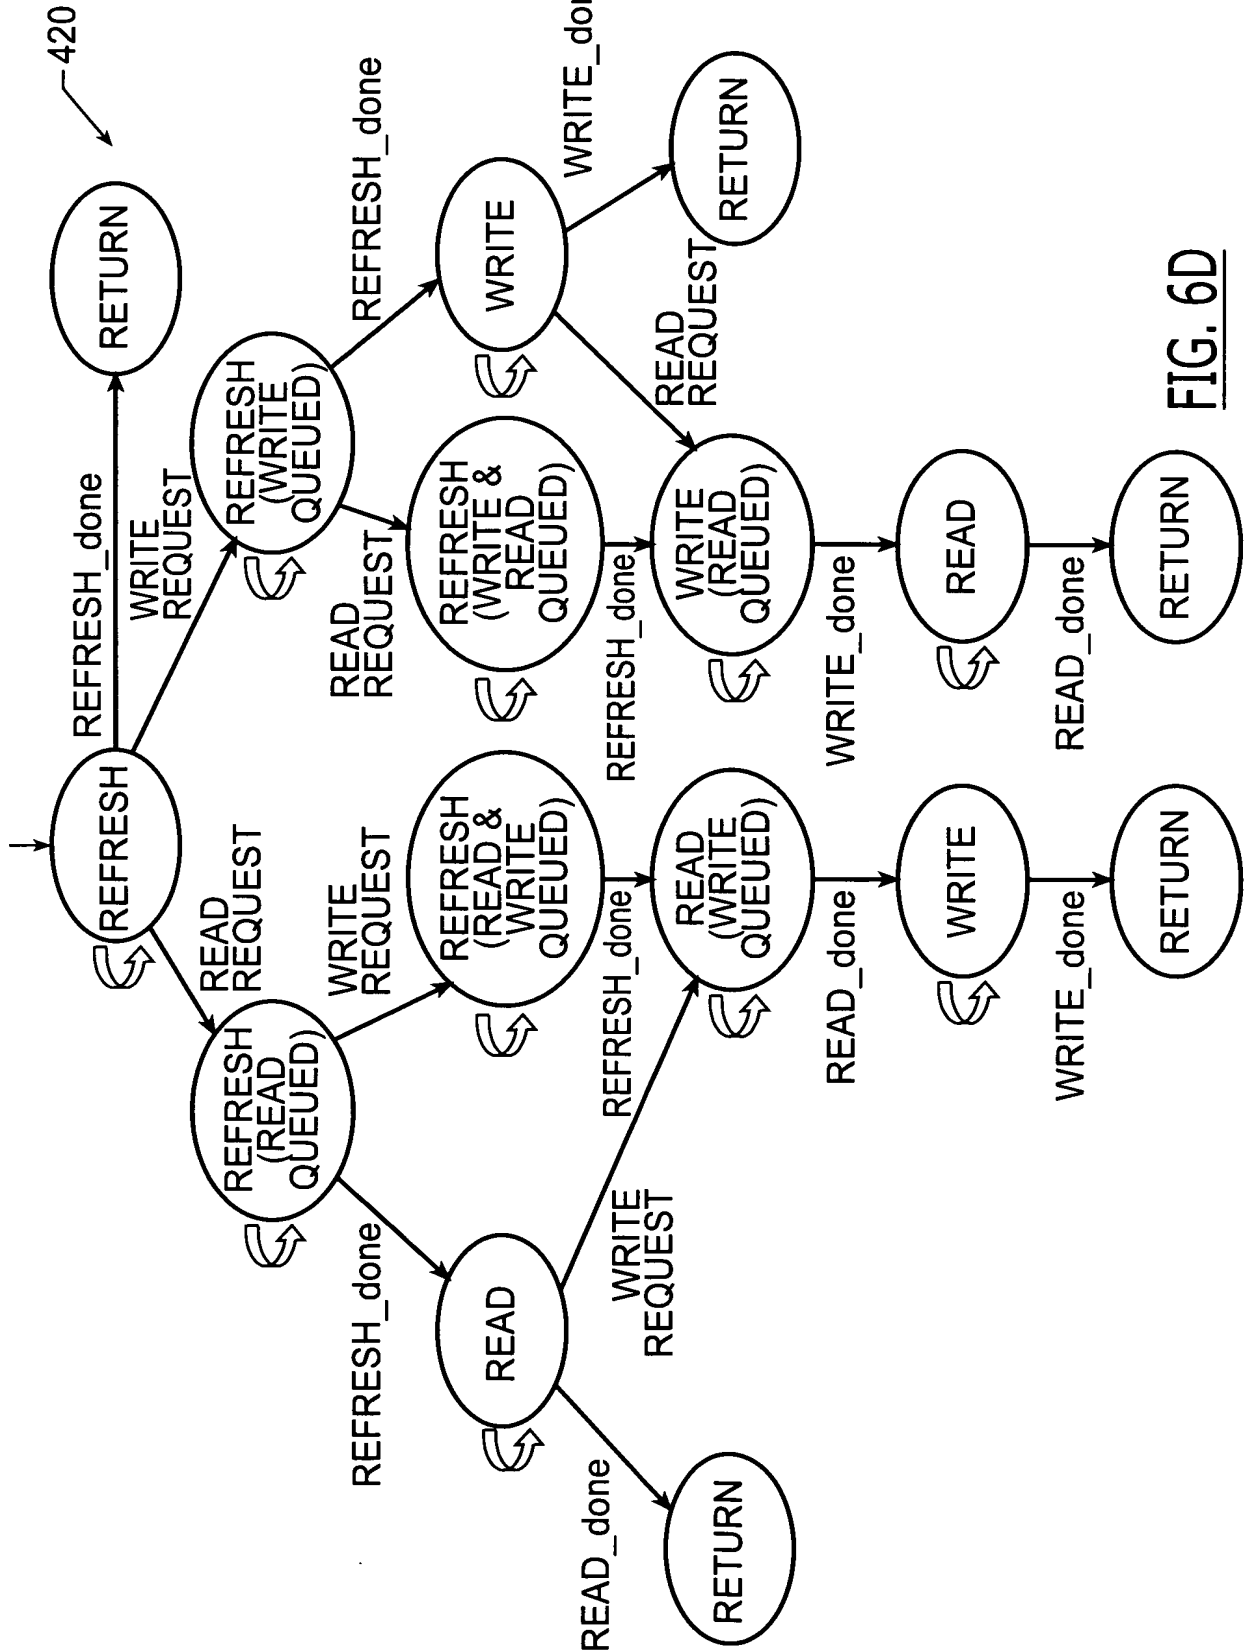 420
REFRESH
REFRESH_done
RETURN
READ
REQUEST
WRITE
REQUEST
REFRESH
(READ
QUEUED)
REFRESH
(WRITE
QUEUED)
REFRESH_done
WRITE
REQUEST
READ
REQUEST
REFRESH_done
READ
REFRESH
(READ &
WRITE
QUEUED)
REFRESH
(WRITE &
READ
QUEUED)
WRITE
READ_done
WRITE
REQUEST
REFRESH_done
REFRESH_done
READ
REQUEST
WRITE_do
RETURN
READ
(WRITE
QUEUED)
WRITE
(READ
QUEUED)
RETURN
READ_done
WRITE_done
WRITE
READ
WRITE_done
READ_done
RETURN
RETURN
FIG. 6D